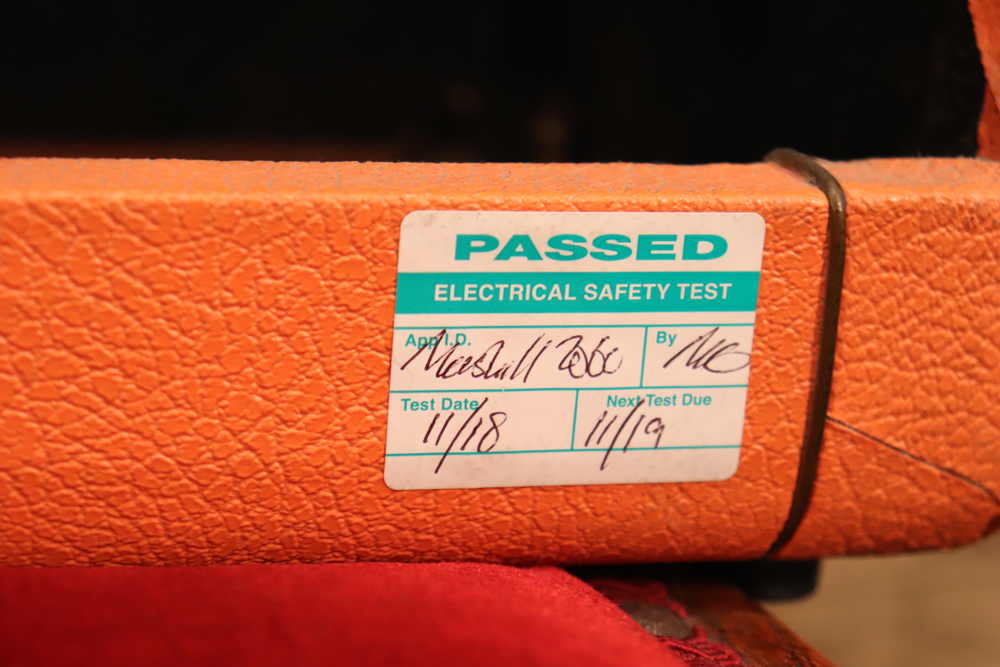 PASSED
ELECTRICAL SAFETY TEST
App I.D. By
Marshall 2060
Test Date Next Test Due
11/18 11/19